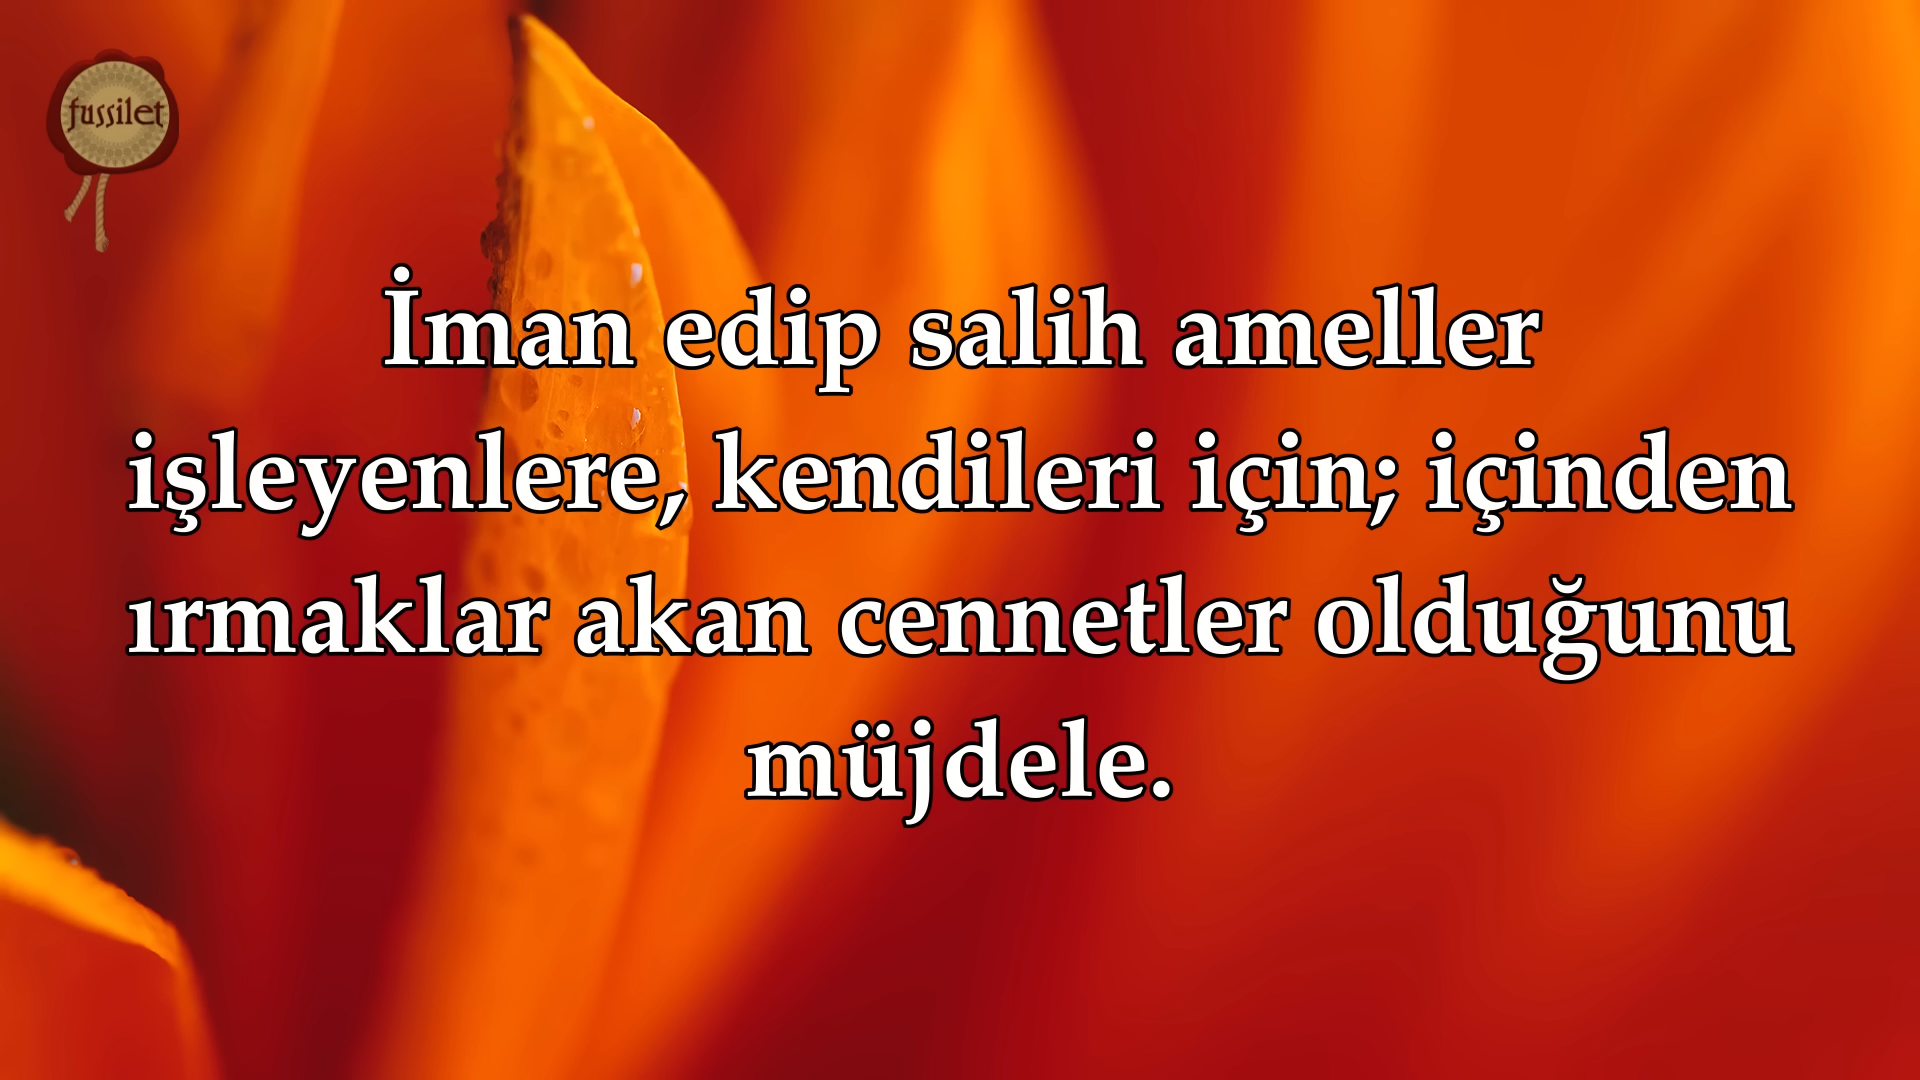 fussilet
İman edip salih ameller
işleyenlere, kendileri için; içinden
ırmaklar akan cennetler olduğunu
müjdele.